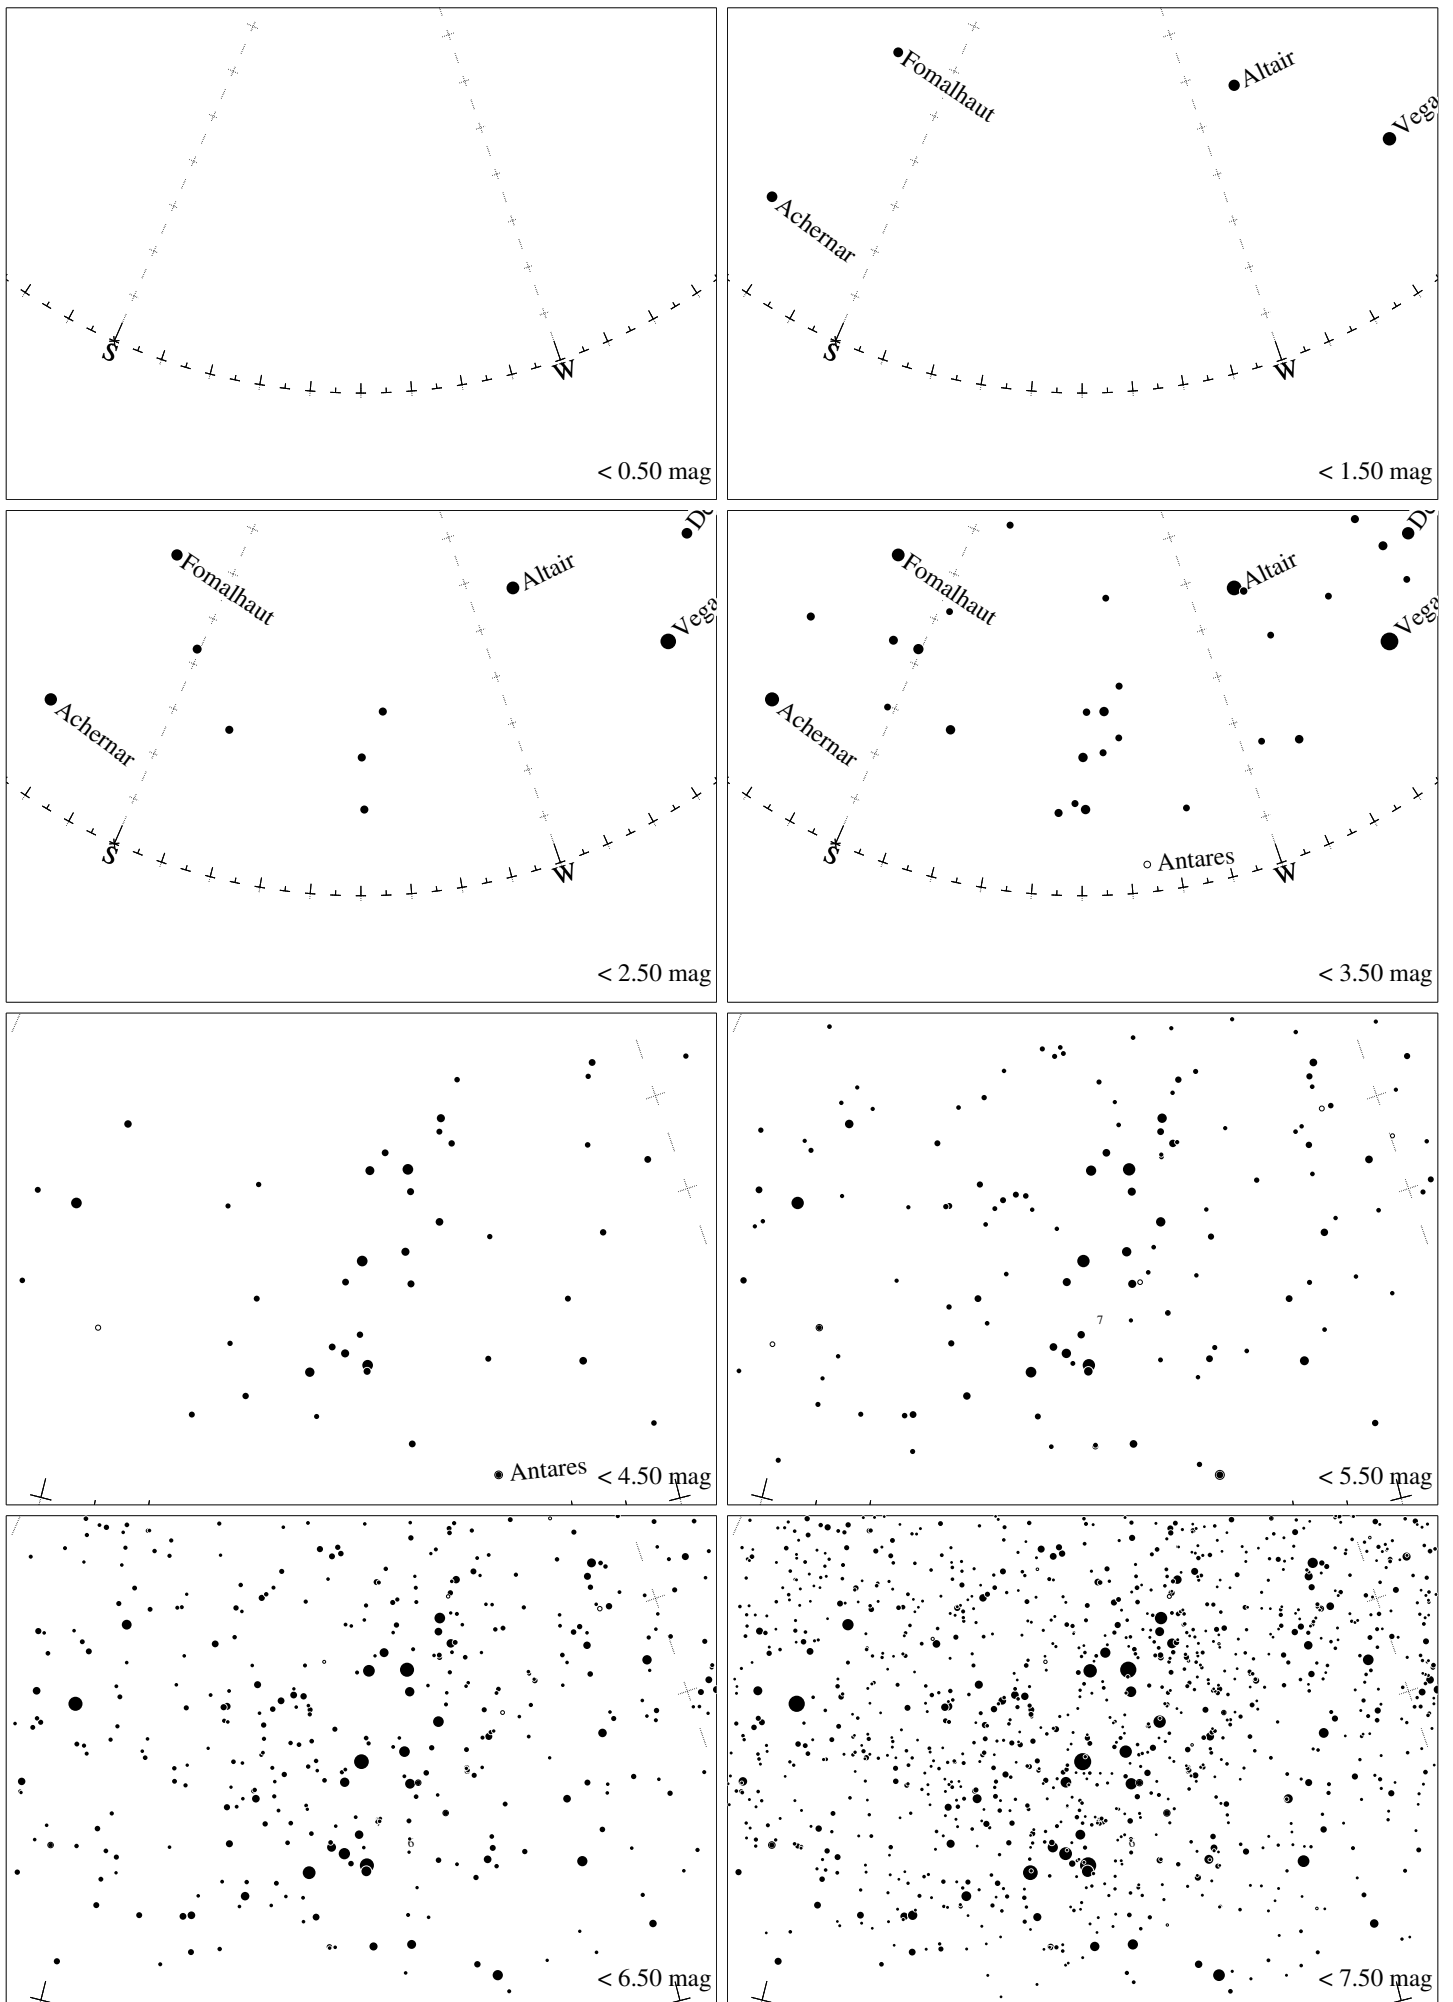 S
W
< 0.50 mag
Fomalhaut
Altair
Vega
Achernar
S
W
< 1.50 mag
Fomalhaut
Altair
Vega
Achernar
S
W
< 2.50 mag
Fomalhaut
Altair
Vega
Achernar
Antares
S
W
< 3.50 mag
Antares
< 4.50 mag
7
< 5.50 mag
6
< 6.50 mag
6
< 7.50 mag